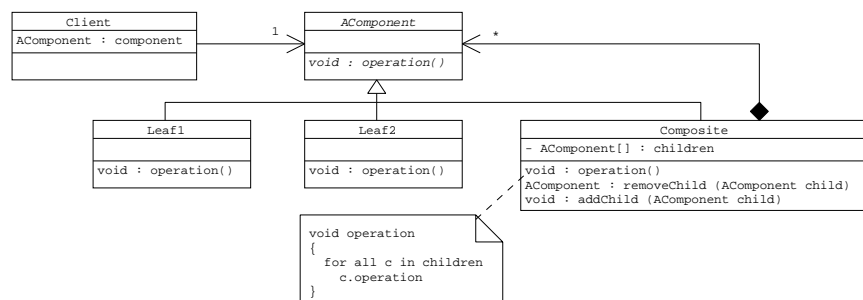 Client
AComponent : component
1
AComponent
void : operation()
*
Leaf1
void : operation()
Leaf2
void : operation()
Composite
- AComponent[] : children
void : operation()
AComponent : removeChild (AComponent child)
void : addChild (AComponent child)
void operation
{
for all c in children
c.operation
}